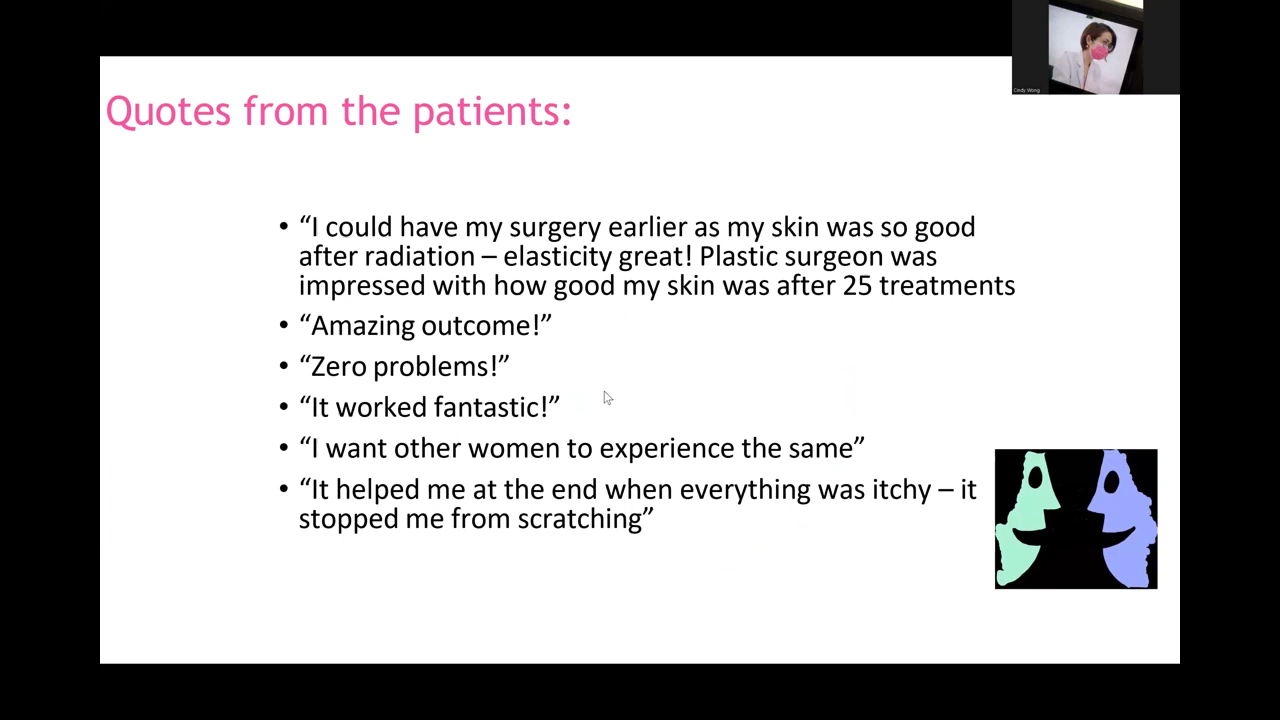 Cindy Wong
Quotes from the patients:
• “I could have my surgery earlier as my skin was so good
after radiation – elasticity great! Plastic surgeon was
impressed with how good my skin was after 25 treatments
• “Amazing outcome!”
• “Zero problems!”
• “It worked fantastic!”
• “I want other women to experience the same”
• “It helped me at the end when everything was itchy – it
stopped me from scratching”